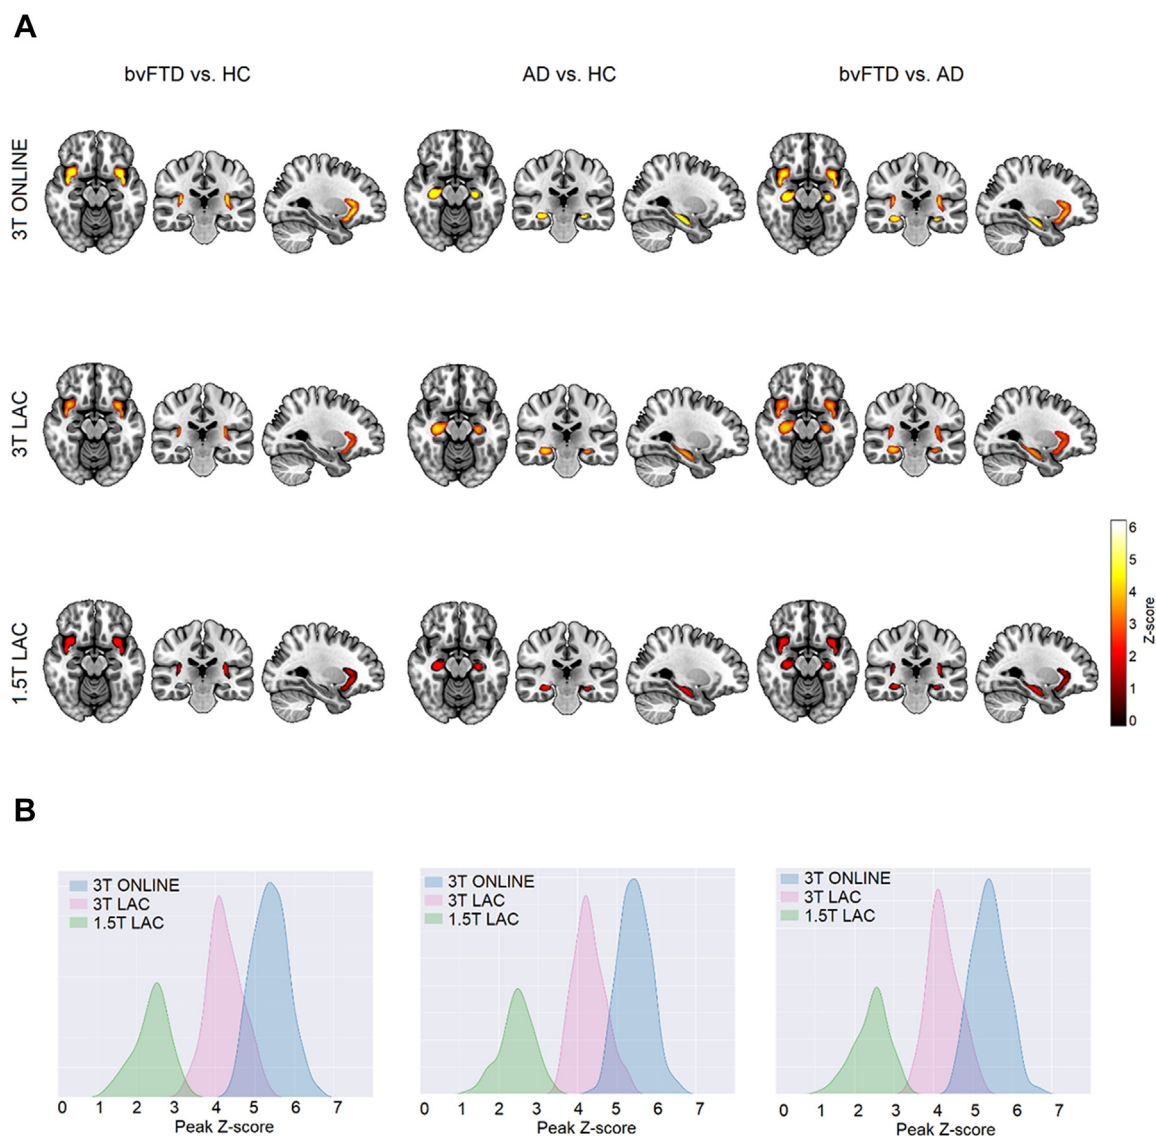 A
bvFTD vs. HC
AD vs. HC
bvFTD vs. AD
3T ONLINE
3T LAC
1.5T LAC
6
5
4
3
2
1
0
Z-score
B
3T ONLINE
3T LAC
1.5T LAC
0 1 2 3 4 5 6 7
Peak Z-score
3T ONLINE
3T LAC
1.5T LAC
0 1 2 3 4 5 6 7
Peak Z-score
3T ONLINE
3T LAC
1.5T LAC
0 1 2 3 4 5 6 7
Peak Z-score